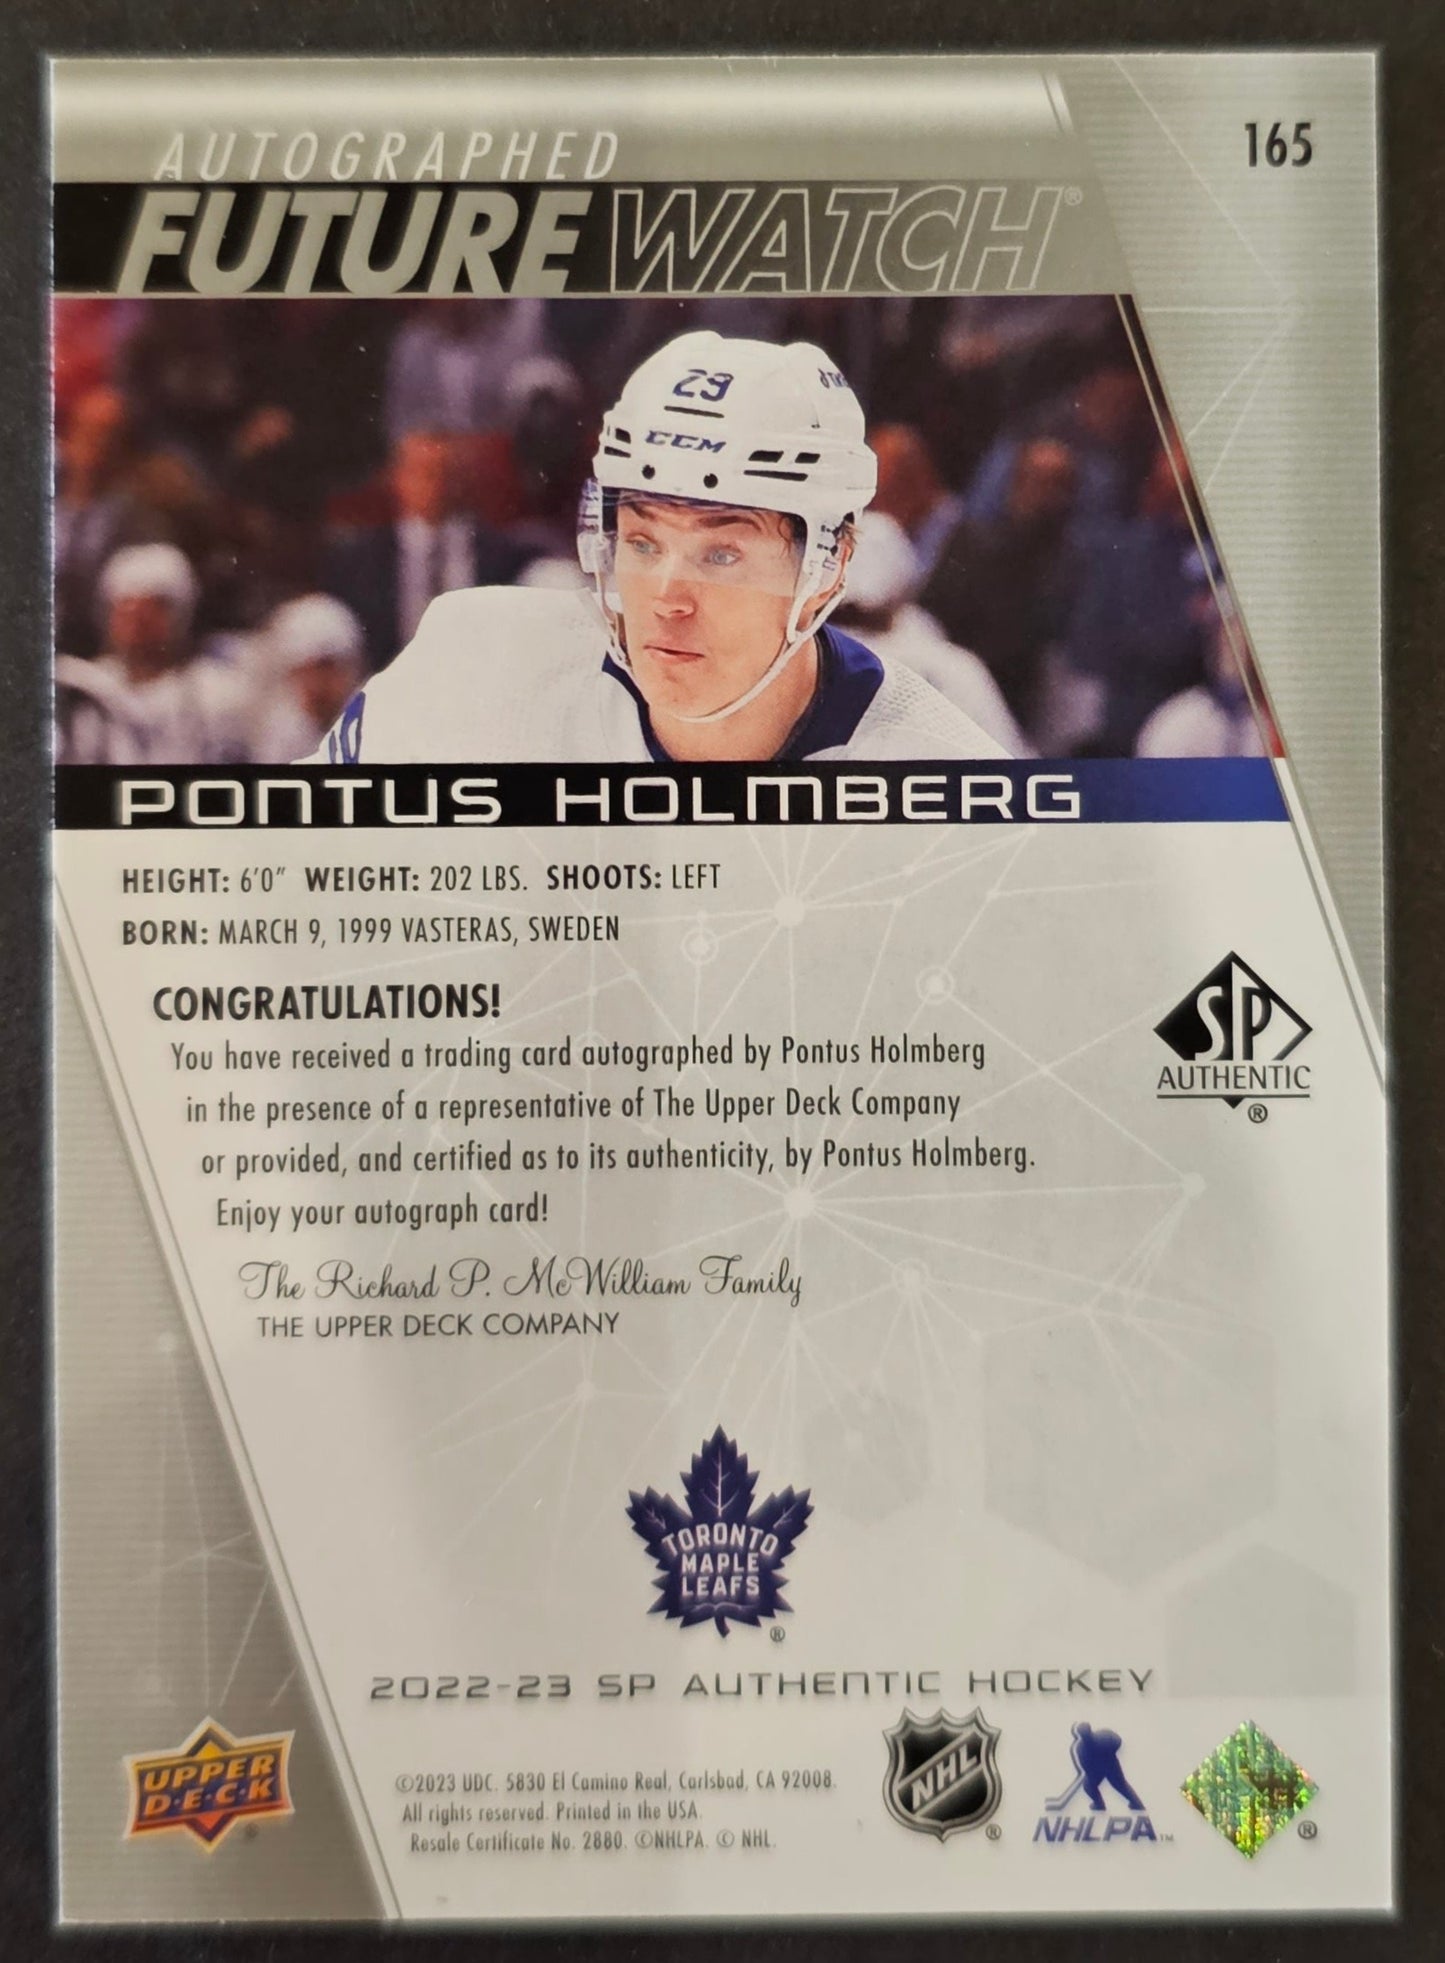 AUTOGRAPHED
165
FUTURE WATCH®
29
CCM
PONTUS HOLMBERG
HEIGHT: 6'0" WEIGHT: 202 LBS. SHOOTS: LEFT
BORN: MARCH 9, 1999 VASTERAS, SWEDEN
CONGRATULATIONS!
You have received a trading card autographed by Pontus Holmberg
in the presence of a representative of The Upper Deck Company
or provided, and certified as to its authenticity, by Pontus Holmberg.
Enjoy your autograph card!
SP
AUTHENTIC
®
The Richard P. McWilliam Family
THE UPPER DECK COMPANY
TORONTO
MAPLE
LEAFS
®
2022-23 SP AUTHENTIC HOCKEY
UPPER
D·E·C·K
©2023 UDC. 5830 El Camino Real, Carlsbad, CA 92008.
All rights reserved. Printed in the USA.
Resale Certificate No. 2880. ©NHLPA. © NHL.
NHL
®
NHLPA™
®